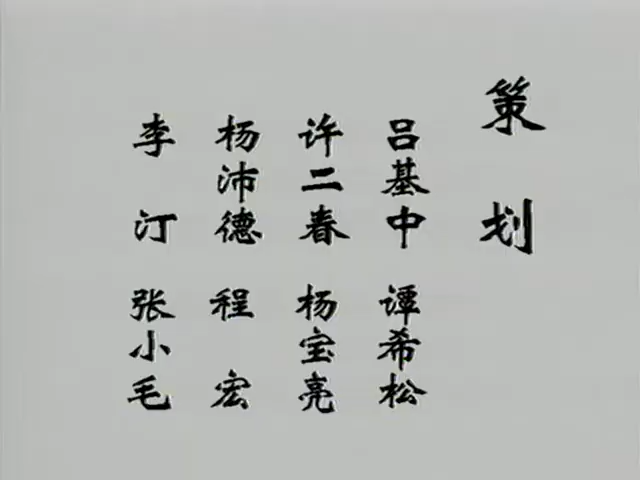 策划
吕基中 谭希松
许二春 杨宝亮
杨沛德 程宏
李汀 张小毛